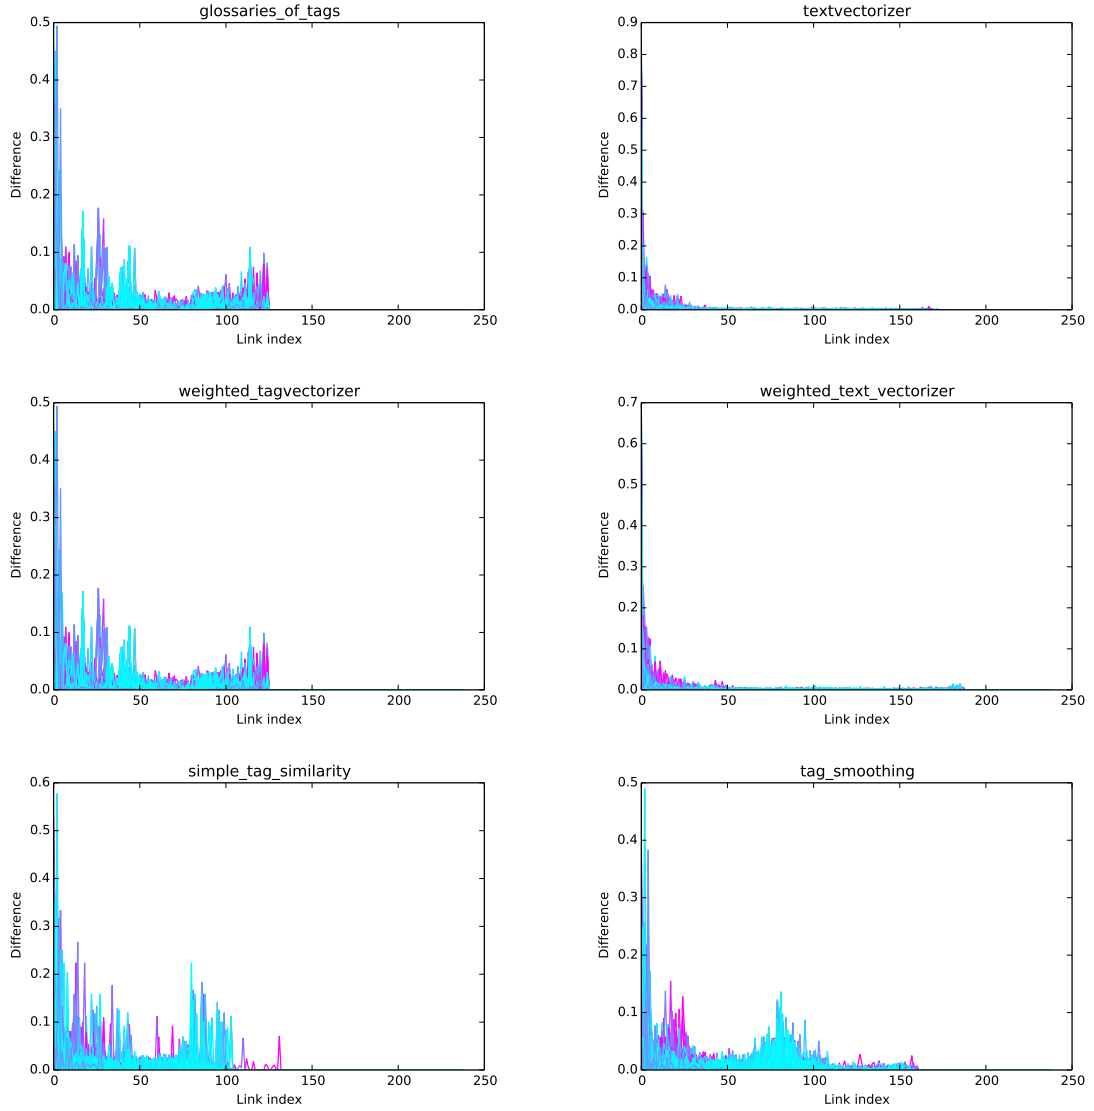 glossaries_of_tags
0.5
0.4
0.3
0.2
0.1
0.0
Difference
0 50 100 150 200 250
Link index
textvectorizer
0.9
0.8
0.7
0.6
0.5
0.4
0.3
0.2
0.1
0.0
Difference
0 50 100 150 200 250
Link index
weighted_tagvectorizer
0.5
0.4
0.3
0.2
0.1
0.0
Difference
0 50 100 150 200 250
Link index
weighted_text_vectorizer
0.7
0.6
0.5
0.4
0.3
0.2
0.1
0.0
Difference
0 50 100 150 200 250
Link index
simple_tag_similarity
0.6
0.5
0.4
0.3
0.2
0.1
0.0
Difference
0 50 100 150 200 250
Link index
tag_smoothing
0.5
0.4
0.3
0.2
0.1
0.0
Difference
0 50 100 150 200 250
Link index